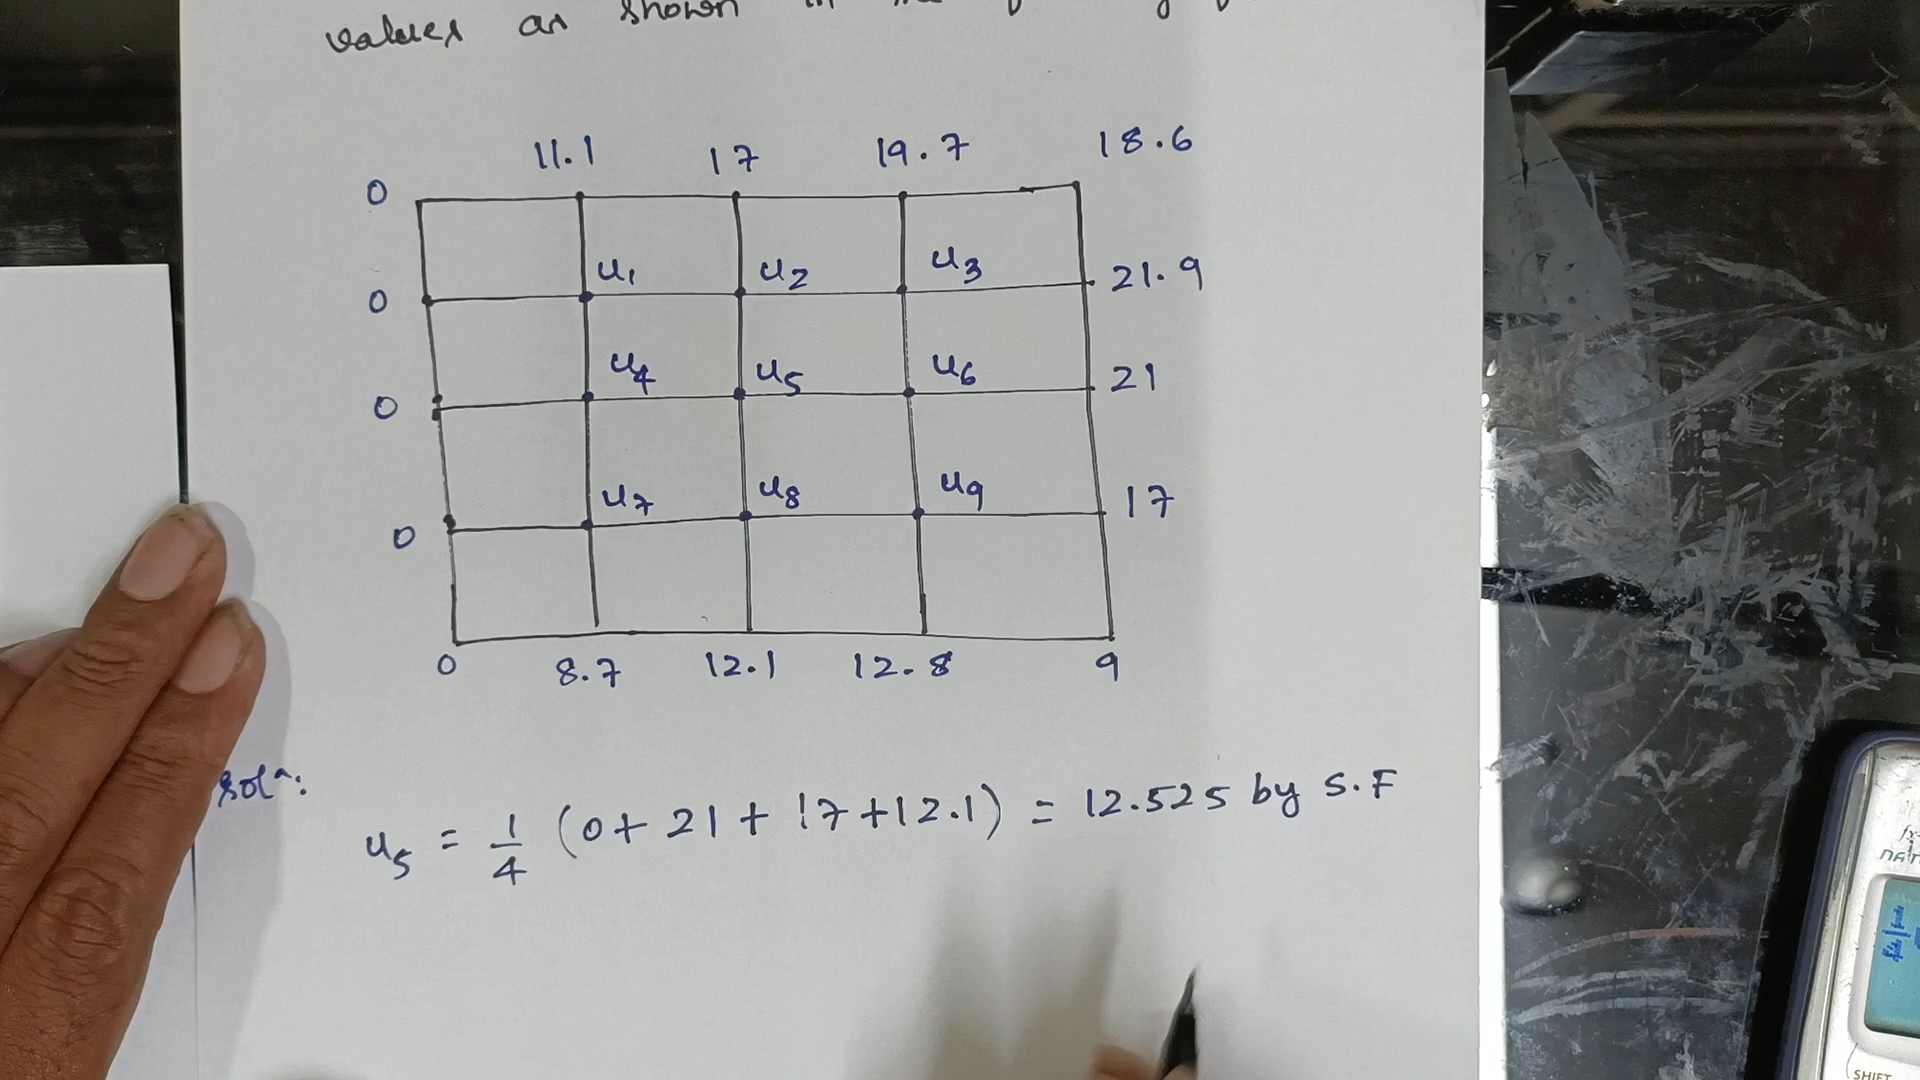 values as shown in
11.1 17 19.7 18.6
0
u1 u2 u3 21.9
0
u4 u5 u6 21
0
u7 u8 u9 17
0
0 8.7 12.1 12.8 9
solⁿ:
u5 = 1/4 (0+ 21 + 17 +12.1) = 12.525 by S.F
SHIFT